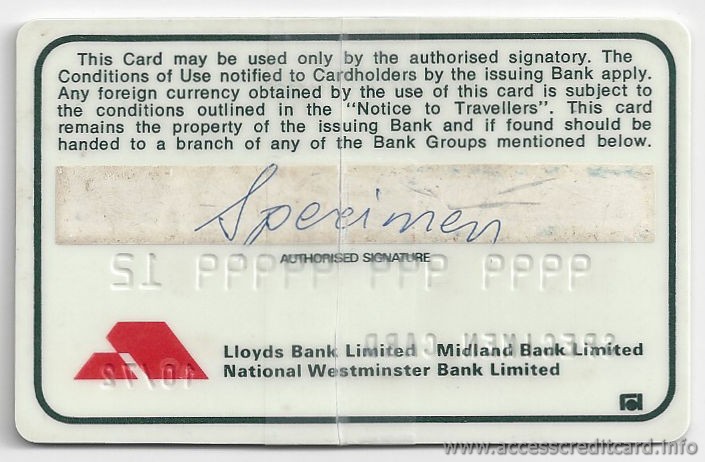 This Card may be used only by the authorised signatory. The
Conditions of Use notified to Cardholders by the issuing Bank apply.
Any foreign currency obtained by the use of this card is subject to
the conditions outlined in the "Notice to Travellers". This card
remains the property of the issuing Bank and if found should be
handed to a branch of any of the Bank Groups mentioned below.
Specimen
AUTHORISED SIGNATURE
SPECIMEN CARD
Lloyds Bank Limited Midland Bank Limited
National Westminster Bank Limited
10/72
www.accesscreditcard.info